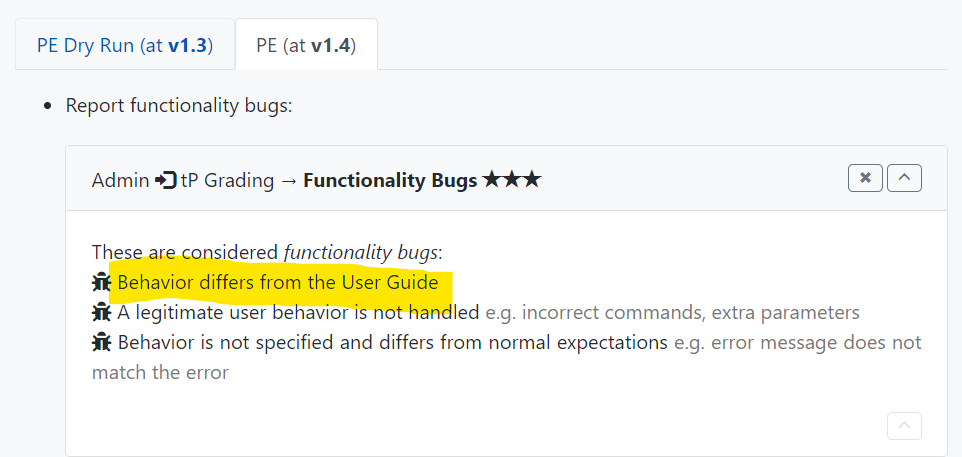 PE Dry Run (at v1.3) PE (at v1.4)
Report functionality bugs:
Admin tP Grading → Functionality Bugs ★★★
These are considered functionality bugs:
Behavior differs from the User Guide
A legitimate user behavior is not handled e.g. incorrect commands, extra parameters
Behavior is not specified and differs from normal expectations e.g. error message does not
match the error